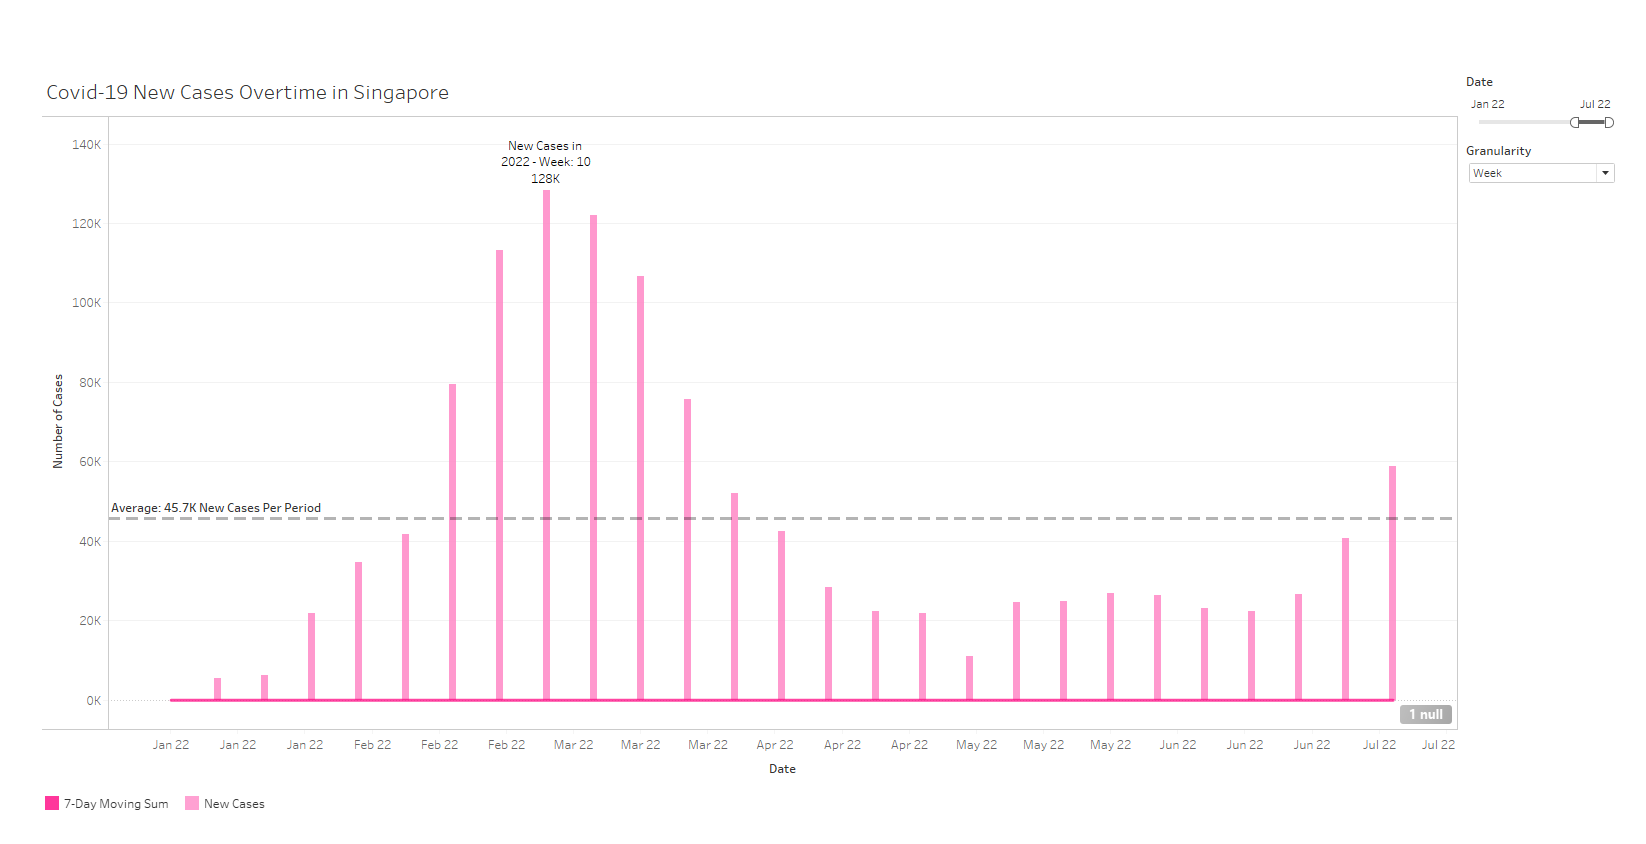 Covid-19 New Cases Overtime in Singapore
Date
Jan 22 Jul 22
Granularity
Week
New Cases in
2022 - Week: 10
128K
Number of Cases
140K
120K
100K
80K
60K
40K
20K
0K
Average: 45.7K New Cases Per Period
1 null
Jan 22 Jan 22 Jan 22 Feb 22 Feb 22 Feb 22 Mar 22 Mar 22 Mar 22 Apr 22 Apr 22 Apr 22 May 22 May 22 May 22 Jun 22 Jun 22 Jun 22 Jul 22 Jul 22
Date
7-Day Moving Sum New Cases